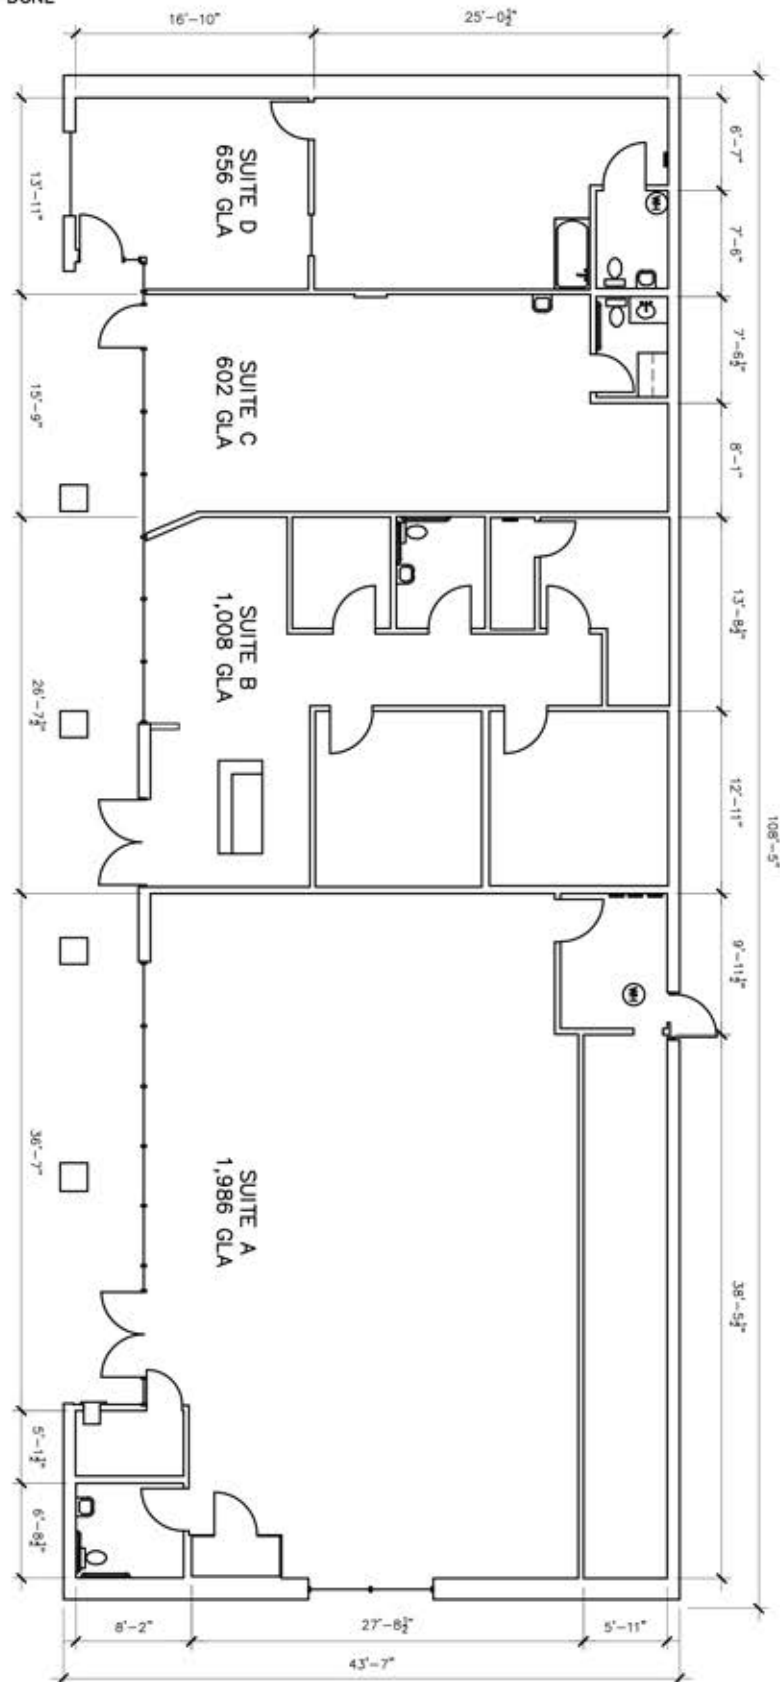 DONE
16'-10"
25'-0½"
SUITE D
656 GLA
13'-11"
6'-7"
7'-6"
WH
SUITE C
602 GLA
15'-9"
7'-6½"
8'-1"
SUITE B
1,008 GLA
26'-7½"
13'-8½"
12'-11"
108'-5"
9'-11½"
WH
SUITE A
1,986 GLA
36'-7"
38'-5½"
5'-1½"
6'-8½"
8'-2"
27'-8½"
5'-11"
43'-7"